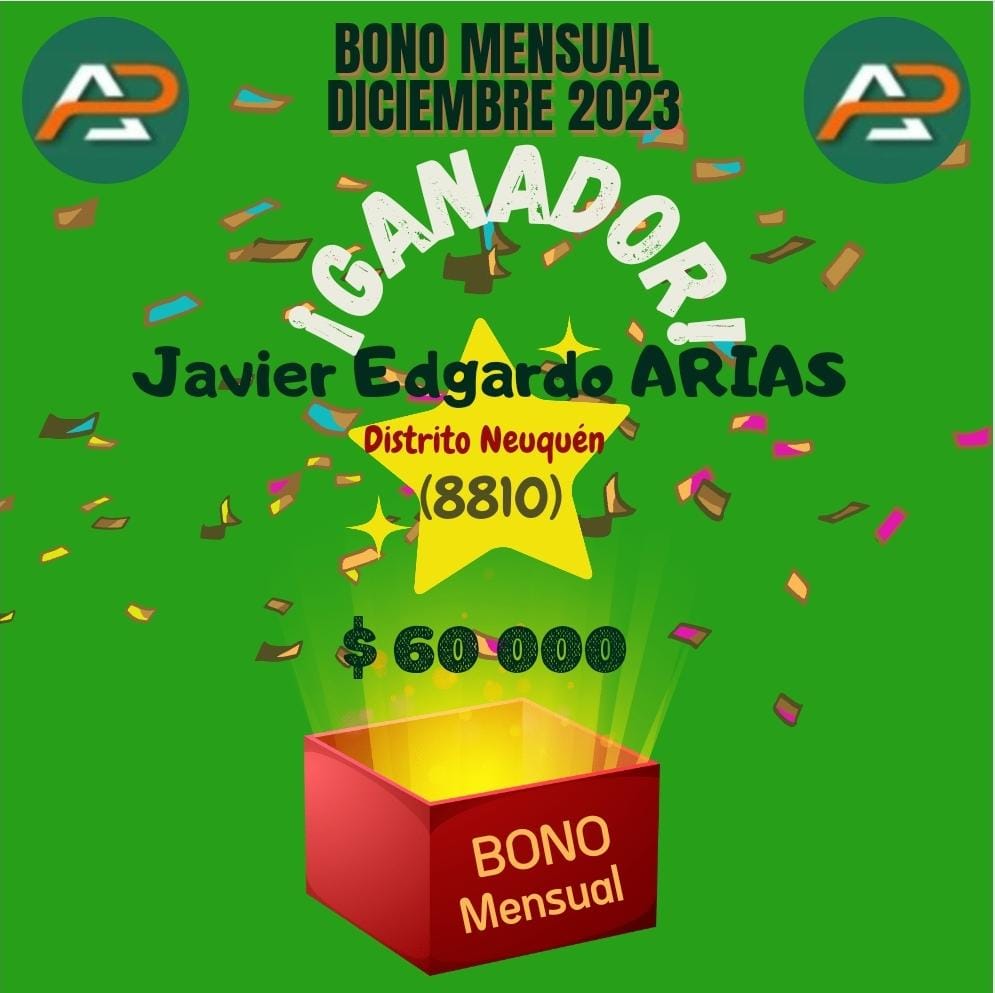 BONO MENSUAL
DICIEMBRE 2023
¡GANADOR!
Javier Edgardo ARIAS
Distrito Neuquén
(8810)
$ 60 000
BONO
Mensual